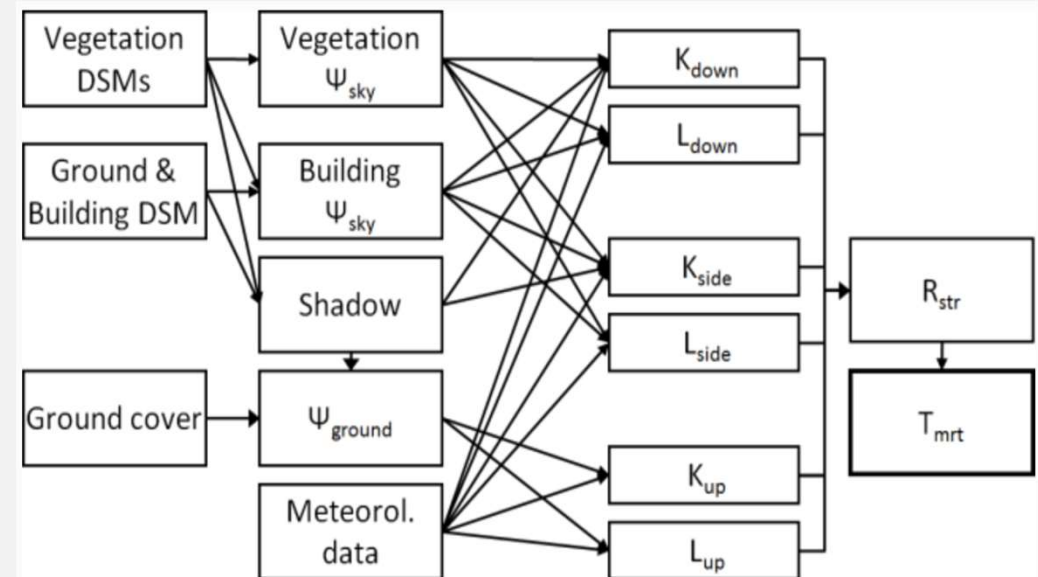 Vegetation
DSMs
Ground &
Building DSM
Ground cover
Vegetation
Ψsky
Building
Ψsky
Shadow
Ψground
Meteorol.
data
Kdown
Ldown
Kside
Lside
Kup
Lup
Rstr
Tmrt